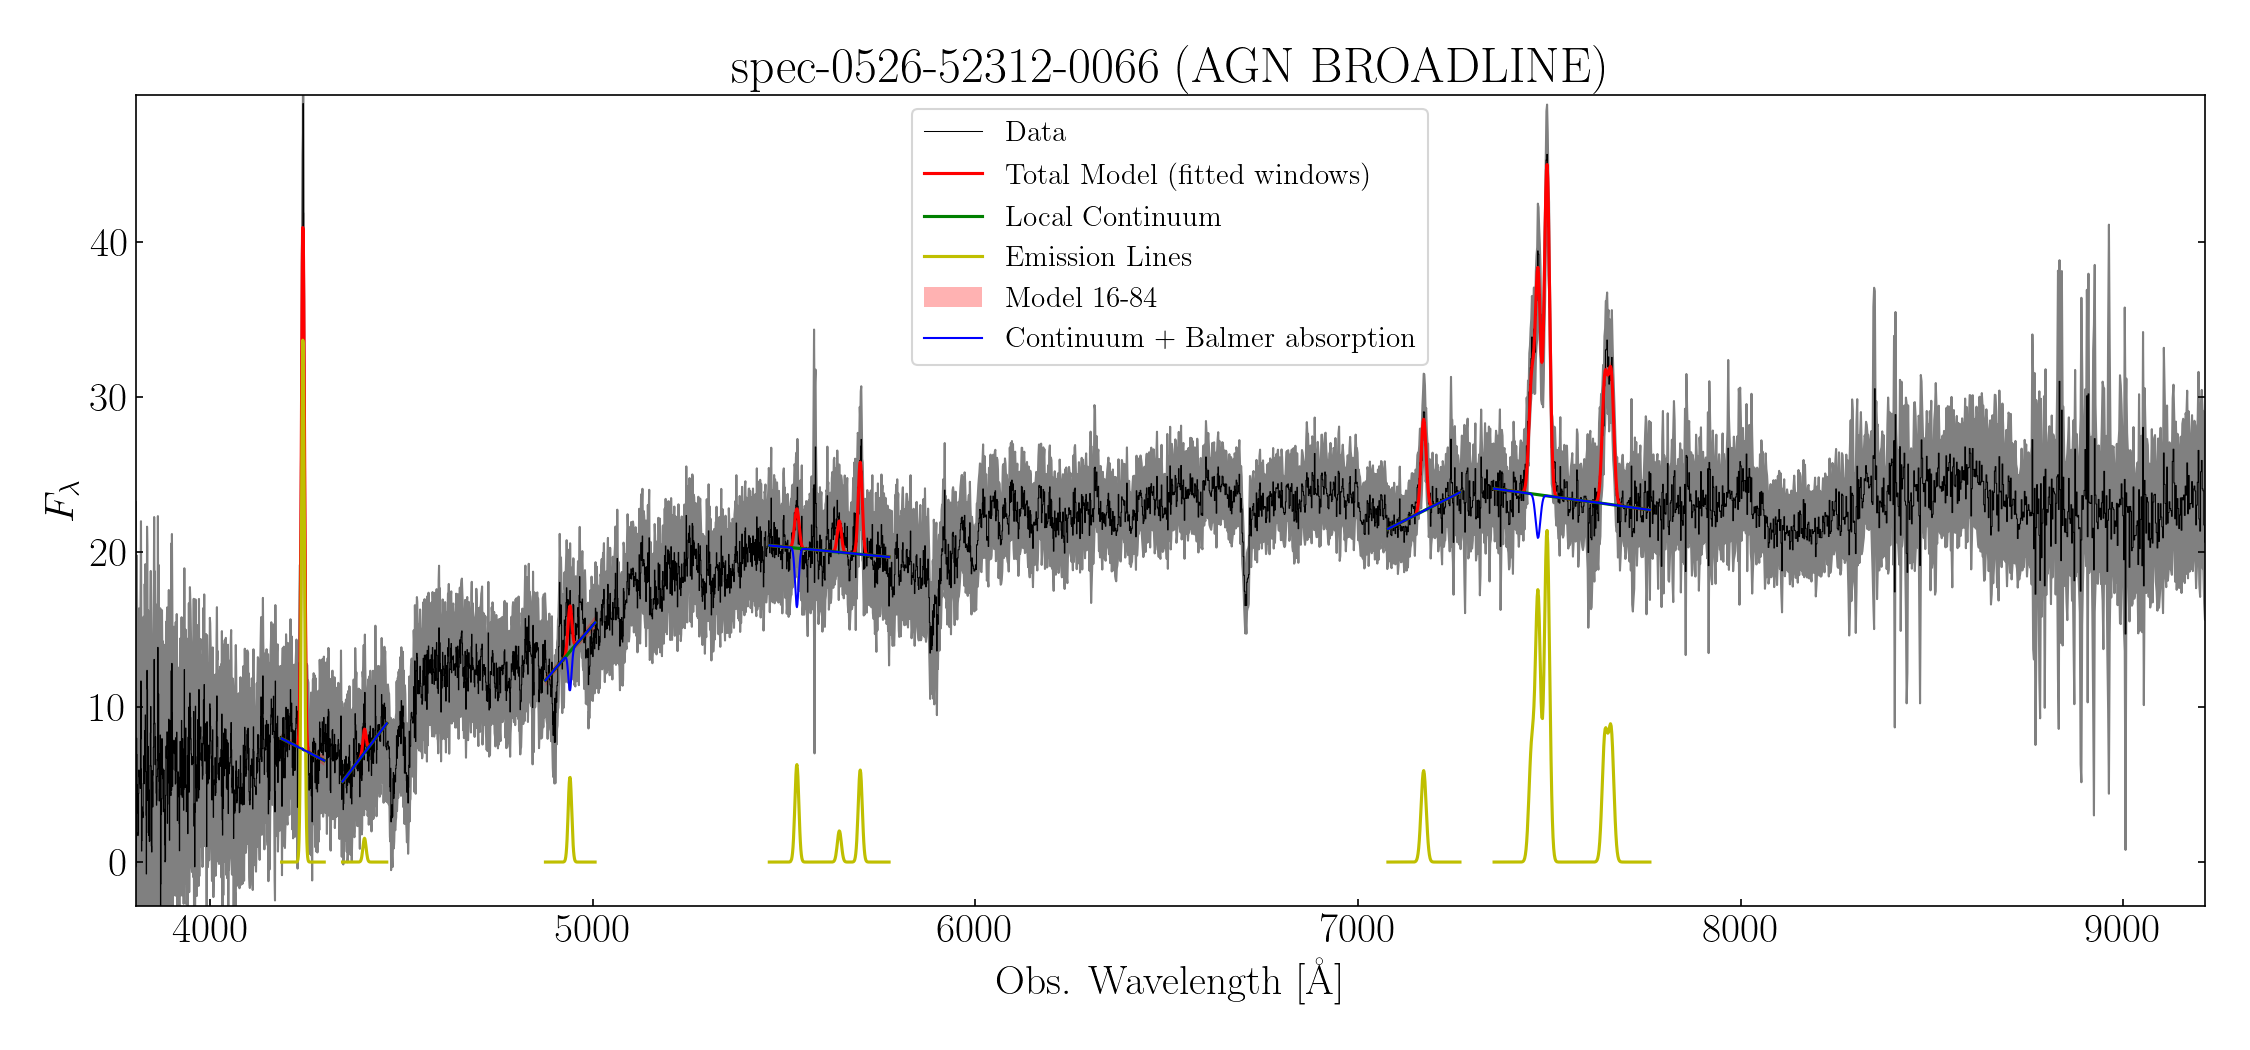 spec-0526-52312-0066 (AGN BROADLINE)
Data
Total Model (fitted windows)
Local Continuum
Emission Lines
Model 16-84
Continuum + Balmer absorption
Fλ
40
30
20
10
0
4000 5000 6000 7000 8000 9000
Obs. Wavelength [Å]